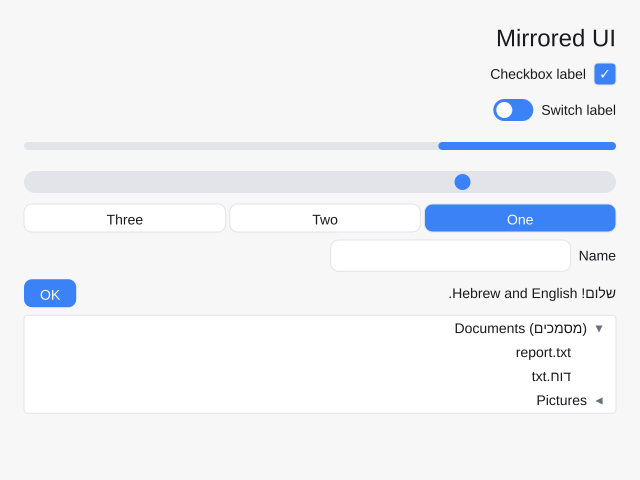 Mirrored UI
Checkbox label
Switch label
One
Two
Three
Name
שלום! Hebrew and English.
OK
Documents (מסמכים)
report.txt
דוח.txt
Pictures